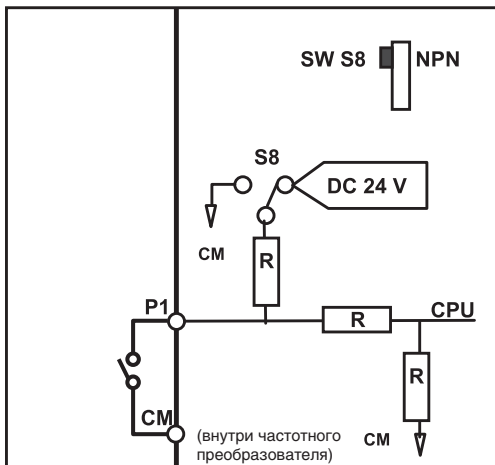 SW S8 NPN
S8
DC 24 V
CM
R
P1
R
CPU
R
CM
(внутри частотного
преобразователя)
CM